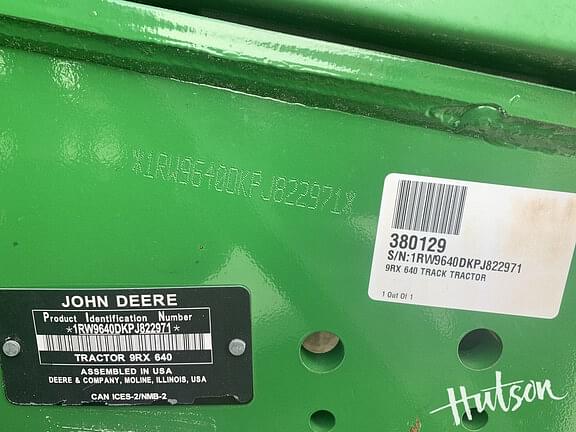 *1RW9640DKPJ822971*
380129
S/N:1RW9640DKPJ822971
9RX 640 TRACK TRACTOR
1 Out Of 1
JOHN DEERE
Product Identification Number
*1RW9640DKPJ822971*
TRACTOR 9RX 640
ASSEMBLED IN USA
DEERE & COMPANY, MOLINE, ILLINOIS, USA
CAN ICES-2/NMB-2
Hutson